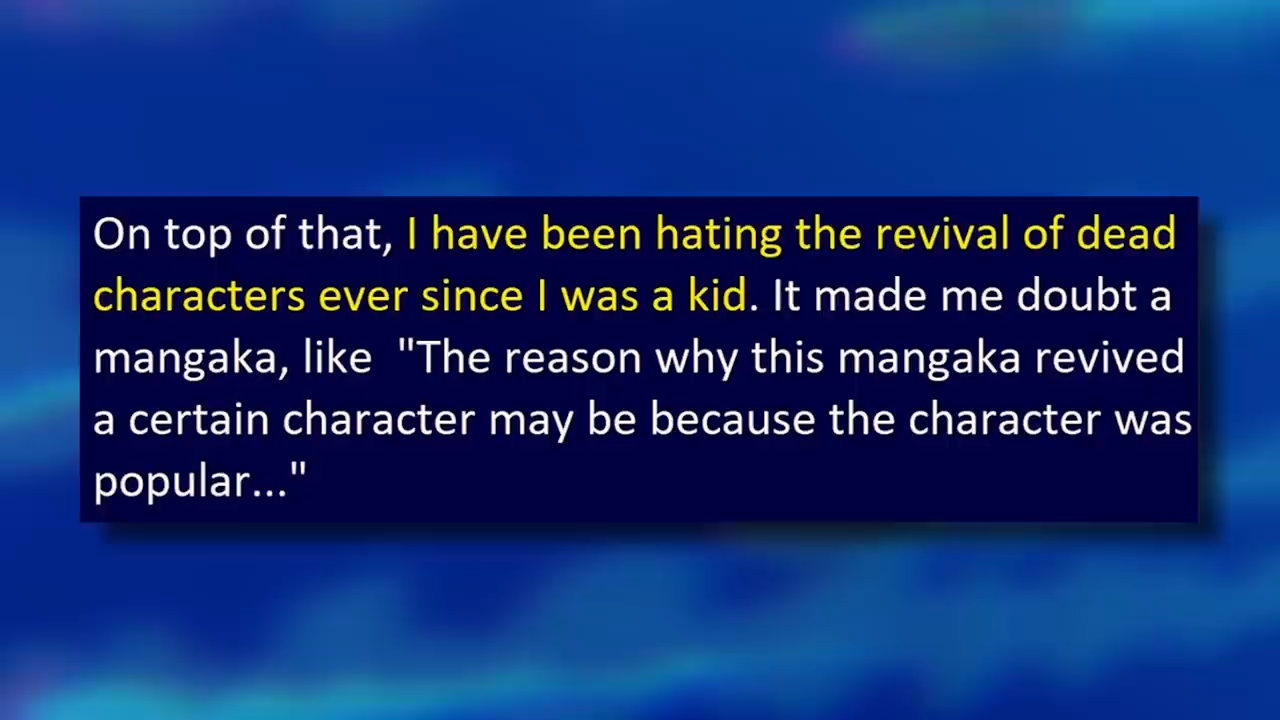 On top of that, I have been hating the revival of dead
characters ever since I was a kid. It made me doubt a
mangaka, like  "The reason why this mangaka revived
a certain character may be because the character was
popular..."